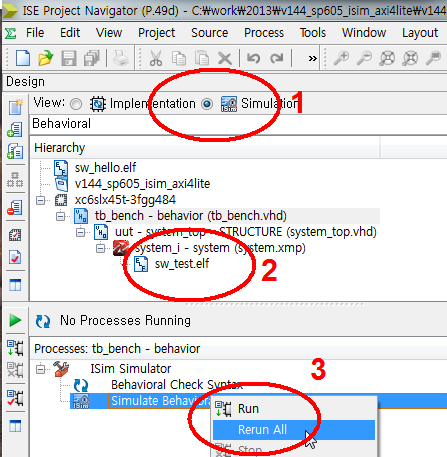 ISE Project Navigator (P.49d) - C:₩work₩2013₩v144_sp605_isim_axi4lite₩v14
File Edit View Project Source Process Tools Window Layout
Design
View: Implementation Simulation 1
Behavioral
Hierarchy
sw_hello.elf
v144_sp605_isim_axi4lite
xc6slx45t-3fgg484
tb_bench - behavior (tb_bench.vhd)
uut - system_top - STRUCTURE (system_top.vhd)
system_i - system (system.xmp)
sw_test.elf
2
No Processes Running
Processes: tb_bench - behavior
3
ISim Simulator
Behavioral Check Syntax
Simulate Behavio
Run
Rerun All
Stop